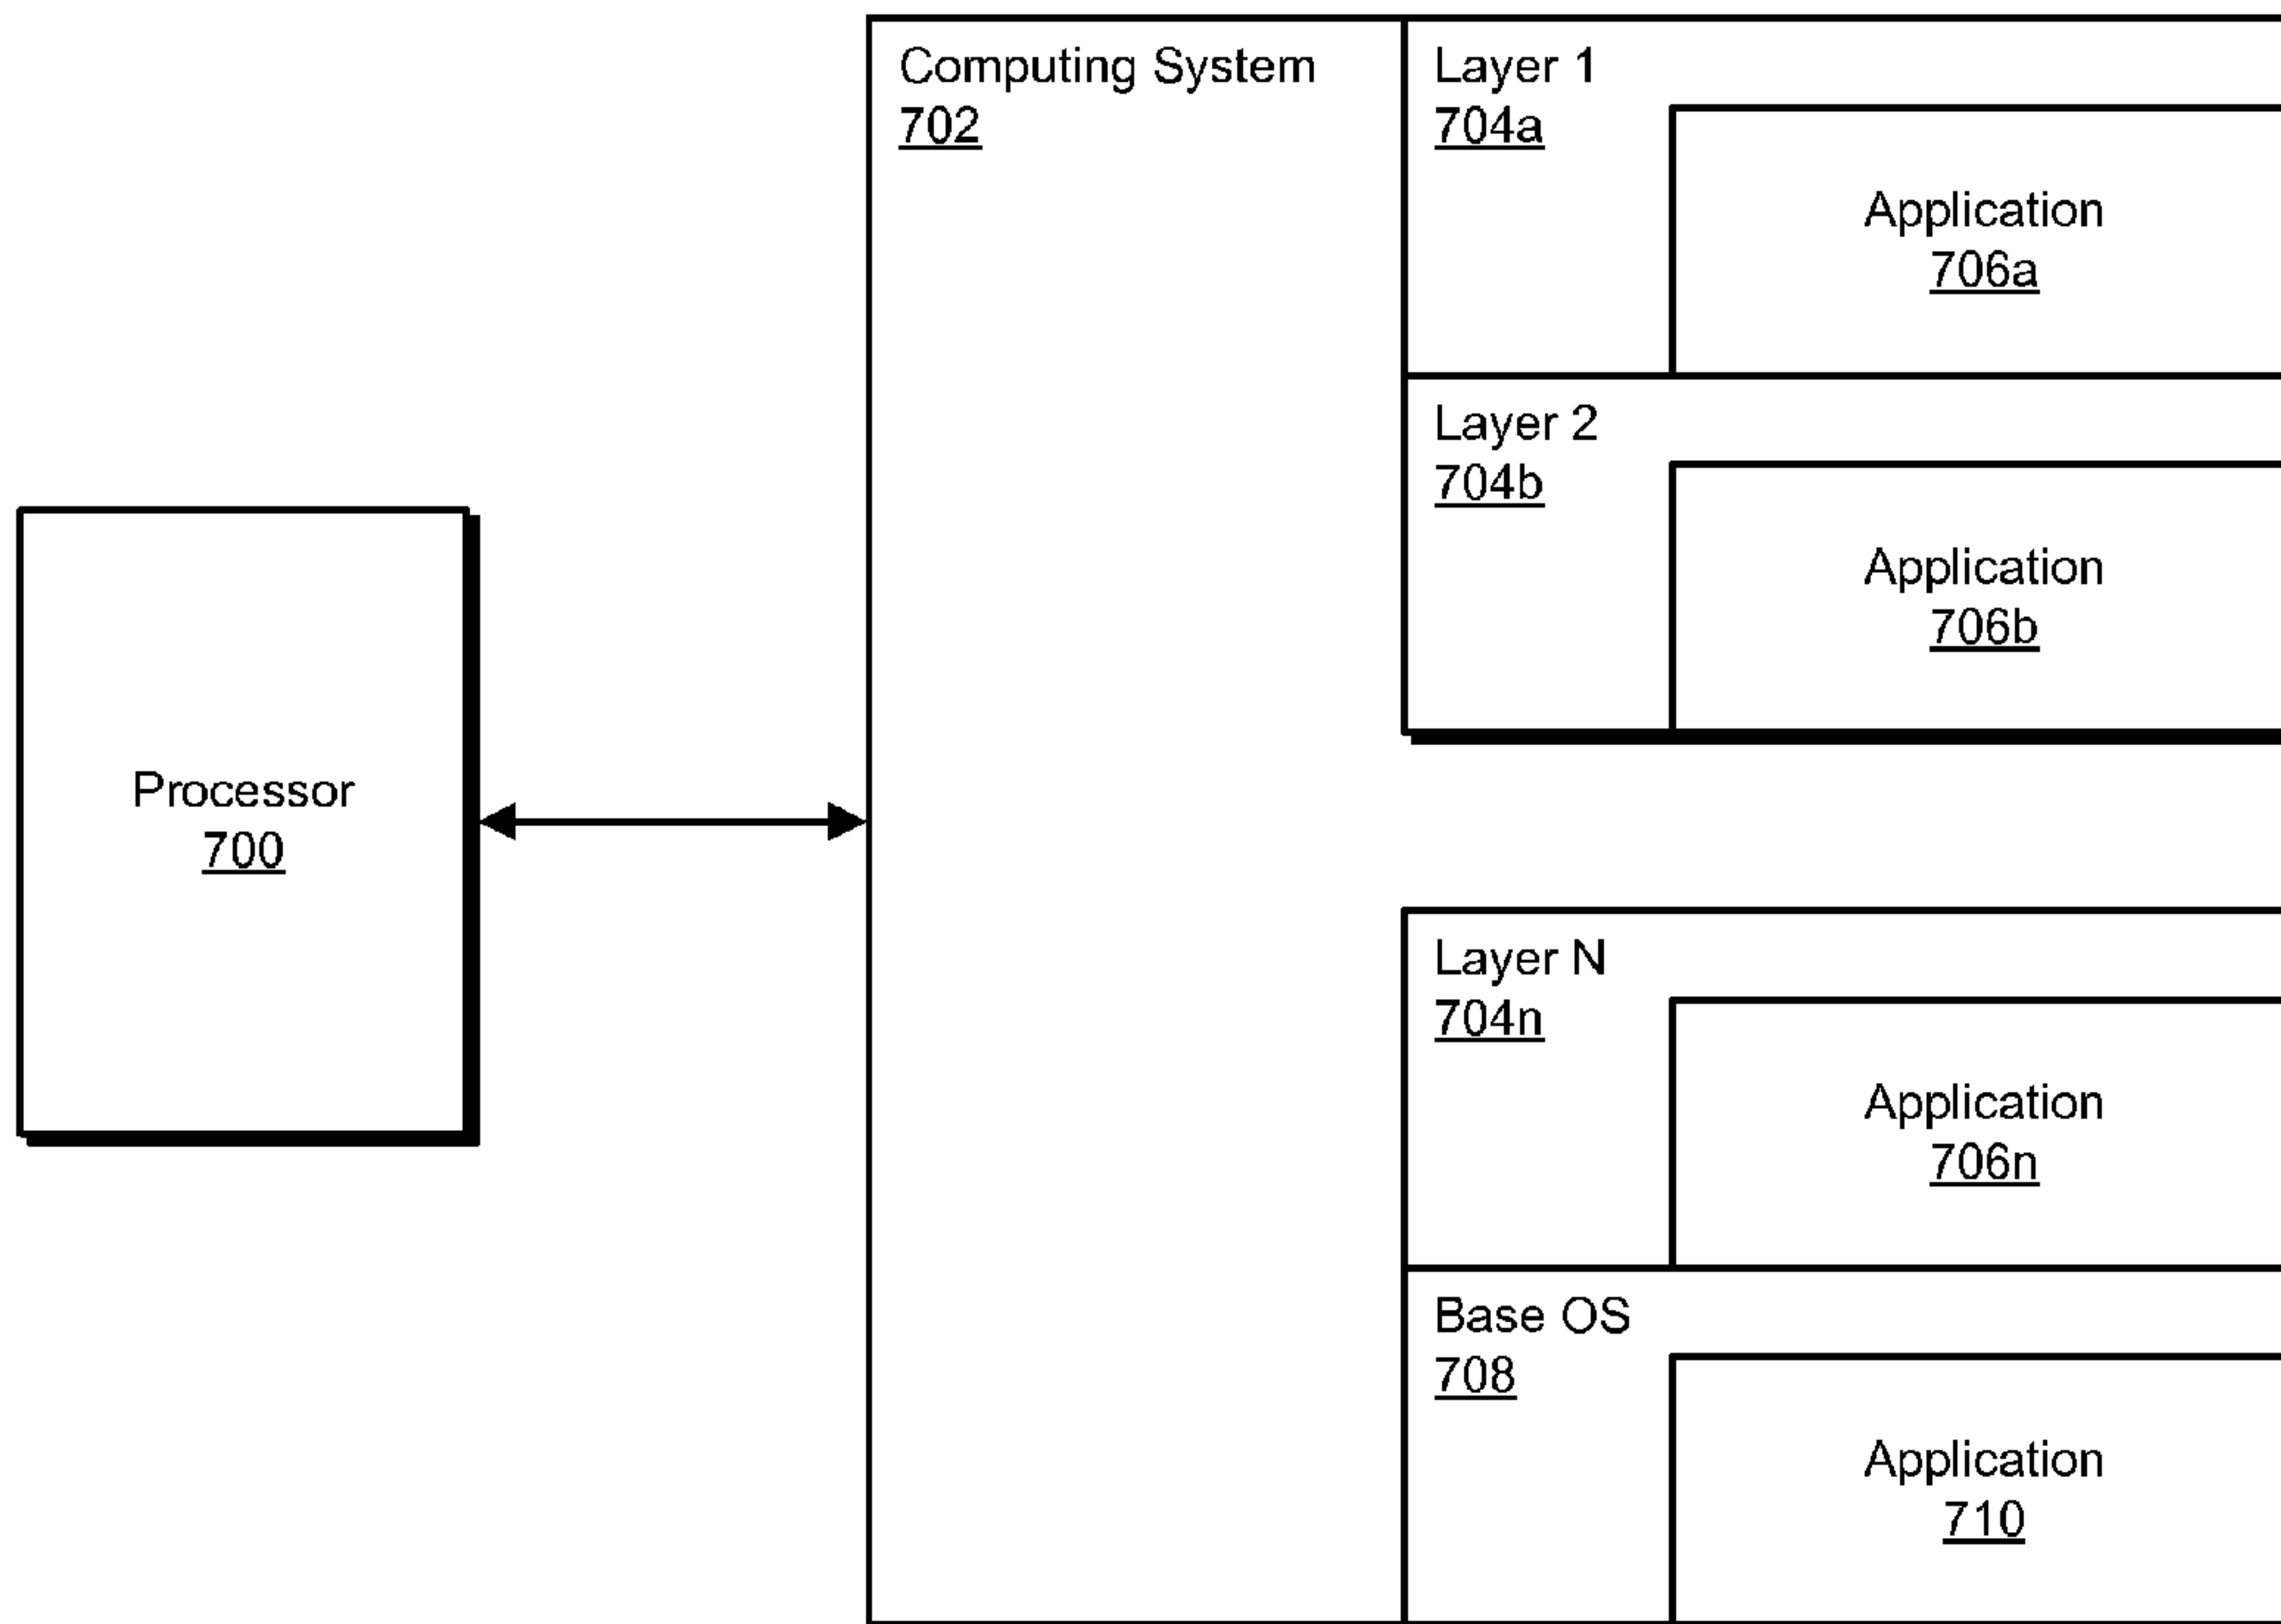 Computing System
702
Layer 1
704a
Application
706a
Layer 2
704b
Application
706b
Processor
700
Layer N
704n
Application
706n
Base OS
708
Application
710